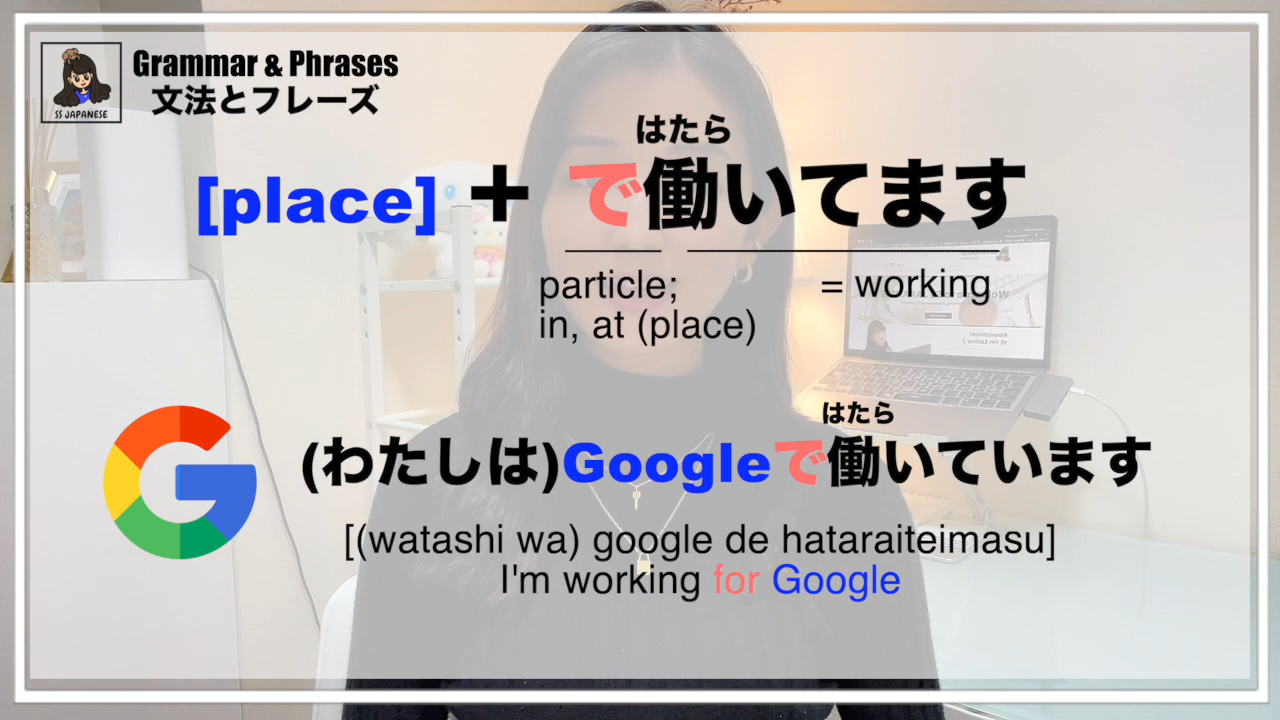 Grammar & Phrases
文法とフレーズ
SS JAPANESE
はたら
[place] + で働いてます
particle;
in, at (place)
= working
はたら
(わたしは)Googleで働いています
[(watashi wa) google de hataraiteimasu]
I'm working for Google